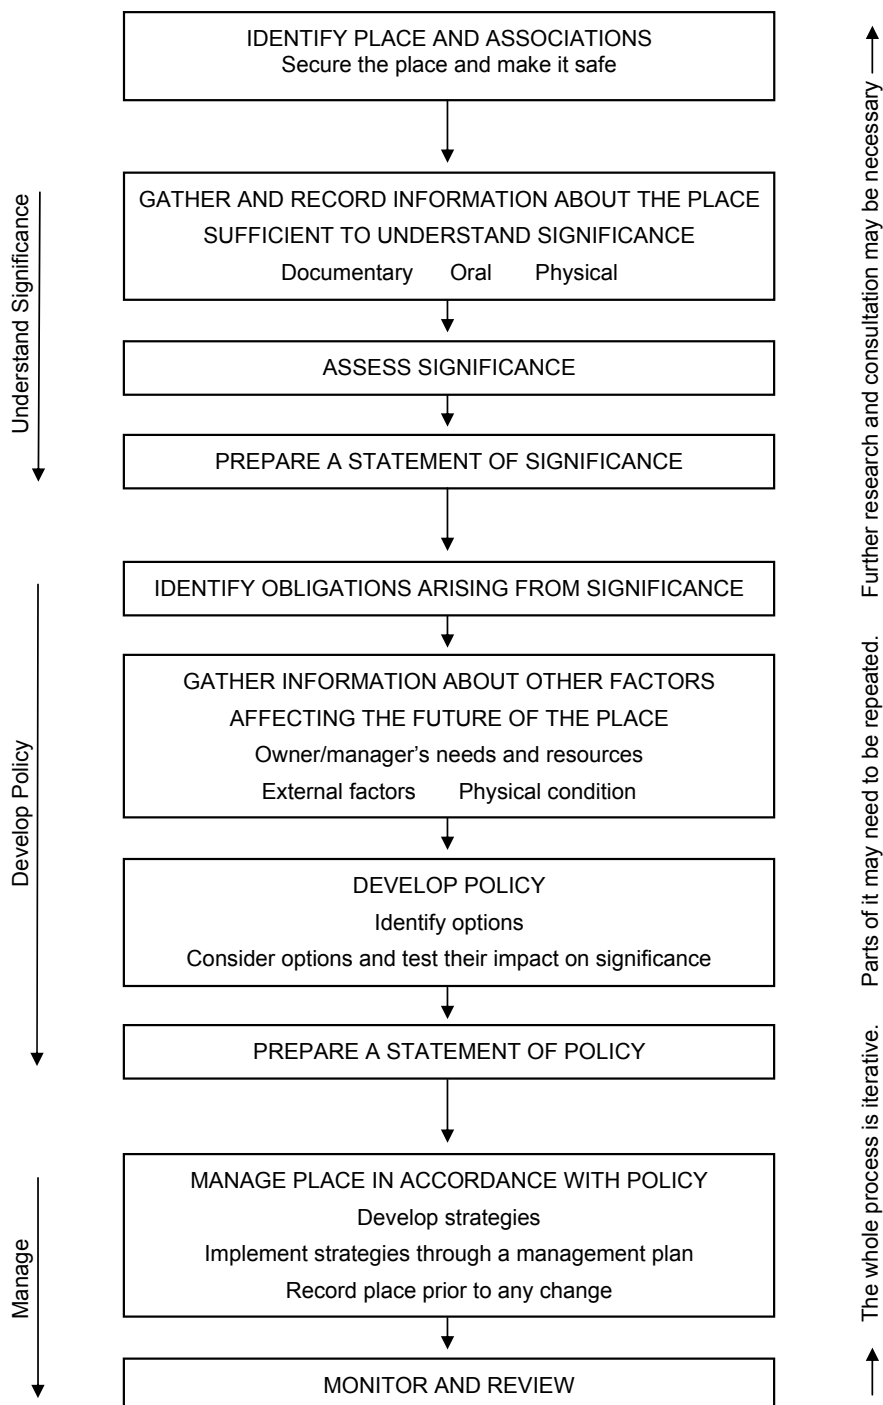 IDENTIFY PLACE AND ASSOCIATIONS
Secure the place and make it safe
Understand Significance
GATHER AND RECORD INFORMATION ABOUT THE PLACE
SUFFICIENT TO UNDERSTAND SIGNIFICANCE
Documentary Oral Physical
ASSESS SIGNIFICANCE
PREPARE A STATEMENT OF SIGNIFICANCE
Develop Policy
IDENTIFY OBLIGATIONS ARISING FROM SIGNIFICANCE
GATHER INFORMATION ABOUT OTHER FACTORS
AFFECTING THE FUTURE OF THE PLACE
Owner/manager’s needs and resources
External factors Physical condition
DEVELOP POLICY
Identify options
Consider options and test their impact on significance
PREPARE A STATEMENT OF POLICY
Manage
MANAGE PLACE IN ACCORDANCE WITH POLICY
Develop strategies
Implement strategies through a management plan
Record place prior to any change
MONITOR AND REVIEW
The whole process is iterative. Parts of it may need to be repeated. Further research and consultation may be necessary